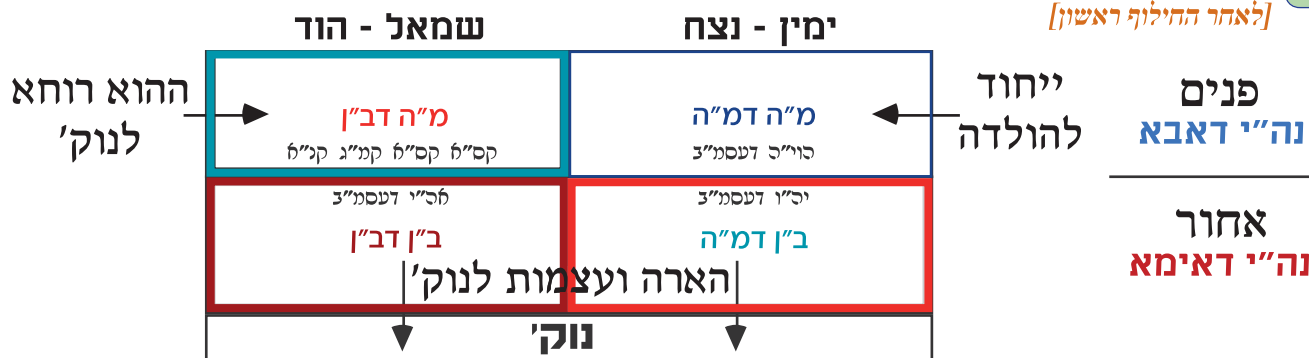 [לאחר החילוף ראשון]
ימין - נצח
שמאל - הוד
פנים
נה״י דאבא
ייחוד
להולדה
מ״ה דמ״ה
הוי״ה דעסמ״ב
מ״ה דב״ן
קס״א קס״א קמ״ג קנ״א
ההוא רוחא
לנוק׳
אחור
נה״י דאימא
יה״ו דעסמ״ב
ב״ן דמ״ה
אה״י דעסמ״ב
ב״ן דב״ן
הארה ועצמות לנוק׳
נוק׳